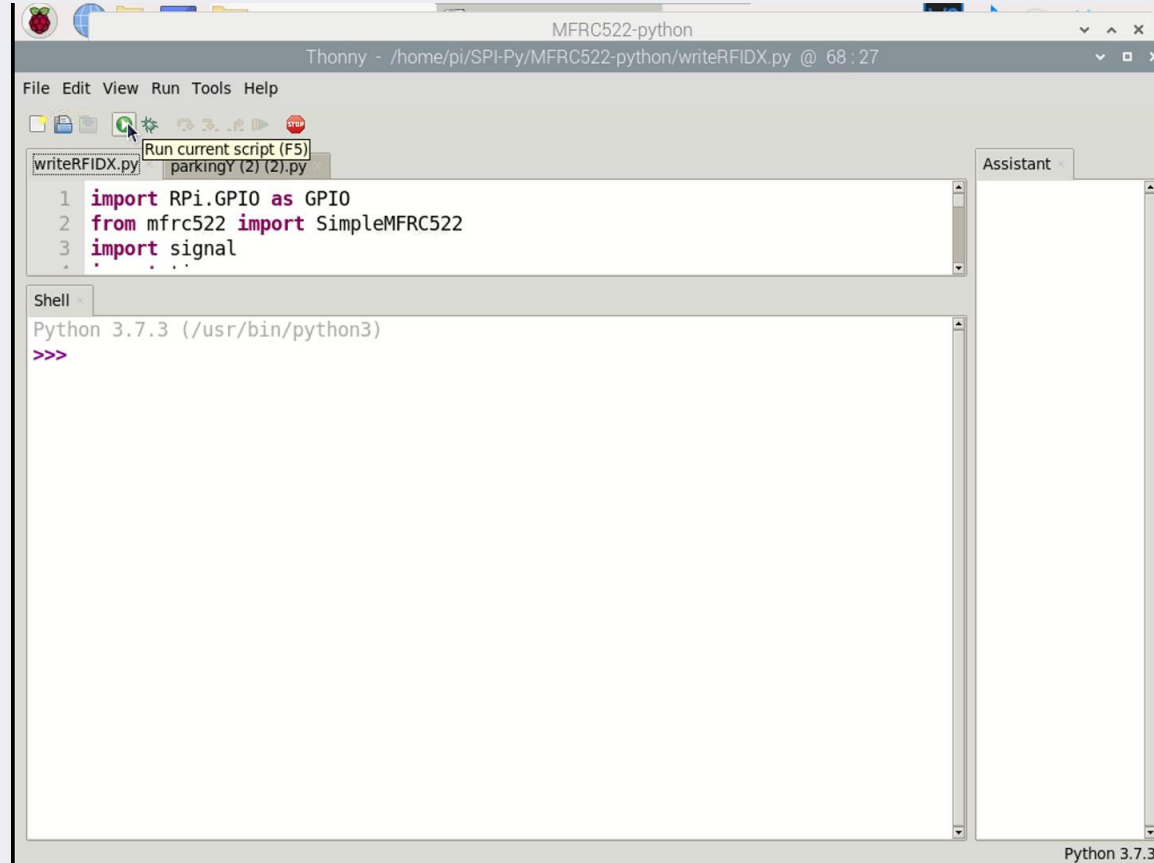 MFRC522-python
Thonny - /home/pi/SPI-Py/MFRC522-python/writeRFIDX.py @ 68 : 27
File Edit View Run Tools Help
STOP
Run current script (F5)
writeRFIDX.py parkingY (2) (2).py
Assistant
1 import RPi.GPIO as GPIO
2 from mfrc522 import SimpleMFRC522
3 import signal
Shell
Python 3.7.3 (/usr/bin/python3)
>>>
Python 3.7.3